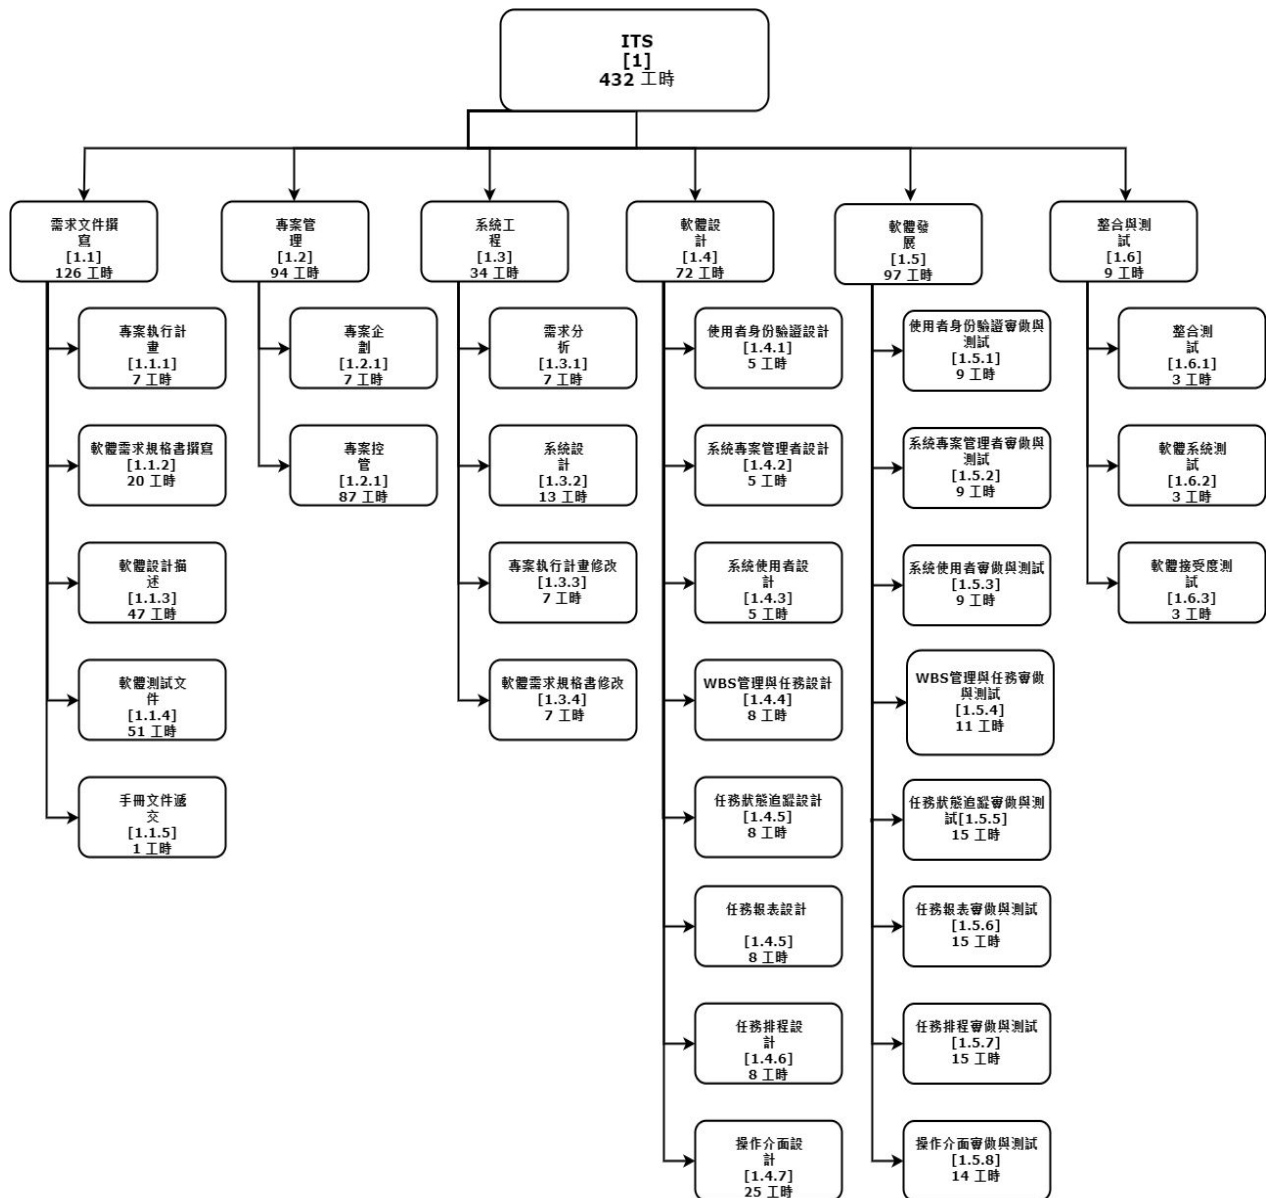 ITS
[1]
432 工時
需求文件撰
寫
[1.1]
126 工時
專案管
理
[1.2]
94 工時
系統工
程
[1.3]
34 工時
軟體設
計
[1.4]
72 工時
軟體發
展
[1.5]
97 工時
整合與測
試
[1.6]
9 工時
專案執行計
畫
[1.1.1]
7 工時
軟體需求規格書撰寫
[1.1.2]
20 工時
軟體設計描
述
[1.1.3]
47 工時
軟體測試文
件
[1.1.4]
51 工時
手冊文件遞
交
[1.1.5]
1 工時
專案企
劃
[1.2.1]
7 工時
專案控
管
[1.2.1]
87 工時
需求分
析
[1.3.1]
7 工時
系統設
計
[1.3.2]
13 工時
專案執行計畫修改
[1.3.3]
7 工時
軟體需求規格書修改
[1.3.4]
7 工時
使用者身份驗證設計
[1.4.1]
5 工時
系統專案管理者設計
[1.4.2]
5 工時
系統使用者設
計
[1.4.3]
5 工時
WBS管理與任務設計
[1.4.4]
8 工時
任務狀態追蹤設計
[1.4.5]
8 工時
任務報表設計
[1.4.5]
8 工時
任務排程設
計
[1.4.6]
8 工時
操作介面設
計
[1.4.7]
25 工時
使用者身份驗證審做與
測試
[1.5.1]
9 工時
系統專案管理者審做與
測試
[1.5.2]
9 工時
系統使用者審做與測試
[1.5.3]
9 工時
WBS管理與任務審做
與測試
[1.5.4]
11 工時
任務狀態追蹤審做與測
試[1.5.5]
15 工時
任務報表審做與測試
[1.5.6]
15 工時
任務排程審做與測試
[1.5.7]
15 工時
操作介面審做與測試
[1.5.8]
14 工時
整合測
試
[1.6.1]
3 工時
軟體系統測
試
[1.6.2]
3 工時
軟體接受度測
試
[1.6.3]
3 工時